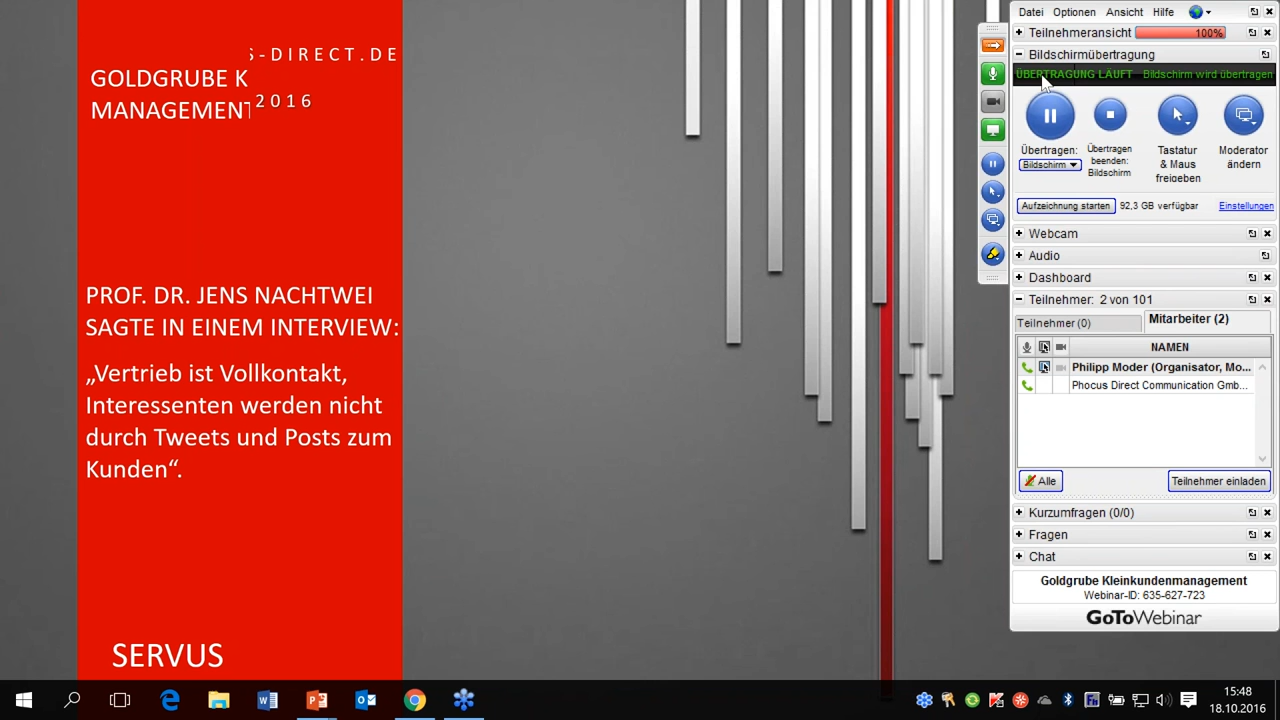 S-DIRECT.DE
GOLDGRUBE K
2016
MANAGEMENT
PROF. DR. JENS NACHTWEI
SAGTE IN EINEM INTERVIEW:
„Vertrieb ist Vollkontakt,
Interessenten werden nicht
durch Tweets und Posts zum
Kunden“.
SERVUS
Datei Optionen Ansicht Hilfe
Teilnehmeransicht 100%
Bildschirmübertragung
ÜBERTRAGUNG LÄUFT Bildschirm wird übertragen
Übertragen:
Bildschirm
Übertragen
beenden:
Bildschirm
Tastatur
& Maus
freigeben
Moderator
ändern
Aufzeichnung starten 92,3 GB verfügbar Einstellungen
Webcam
Audio
Dashboard
Teilnehmer: 2 von 101
Teilnehmer (0) Mitarbeiter (2)
NAMEN
Philipp Moder (Organisator, Mo...
Phocus Direct Communication Gmb...
Alle Teilnehmer einladen
Kurzumfragen (0/0)
Fragen
Chat
Goldgrube Kleinkundenmanagement
Webinar-ID: 635-627-723
GoToWebinar
15:48
18.10.2016